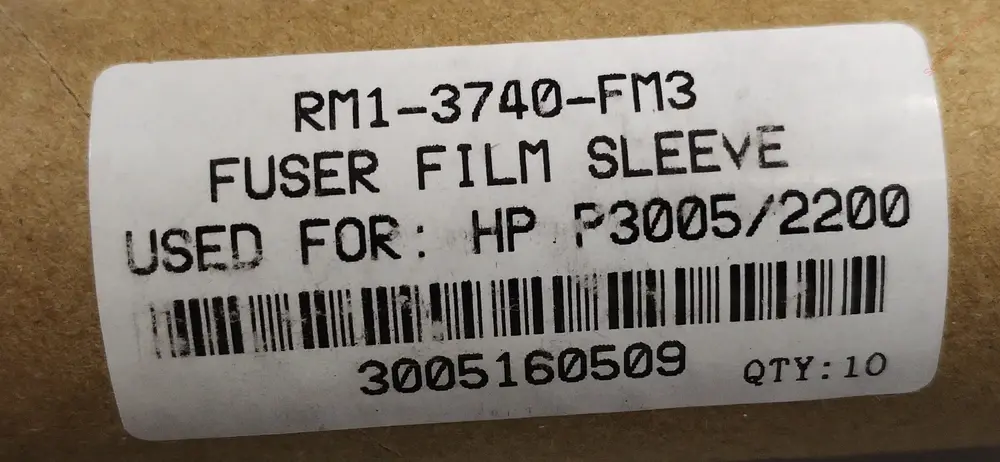 RM1-3740-FM3
FUSER FILM SLEEVE
USED FOR: HP P3005/2200
3005160509
QTY:10